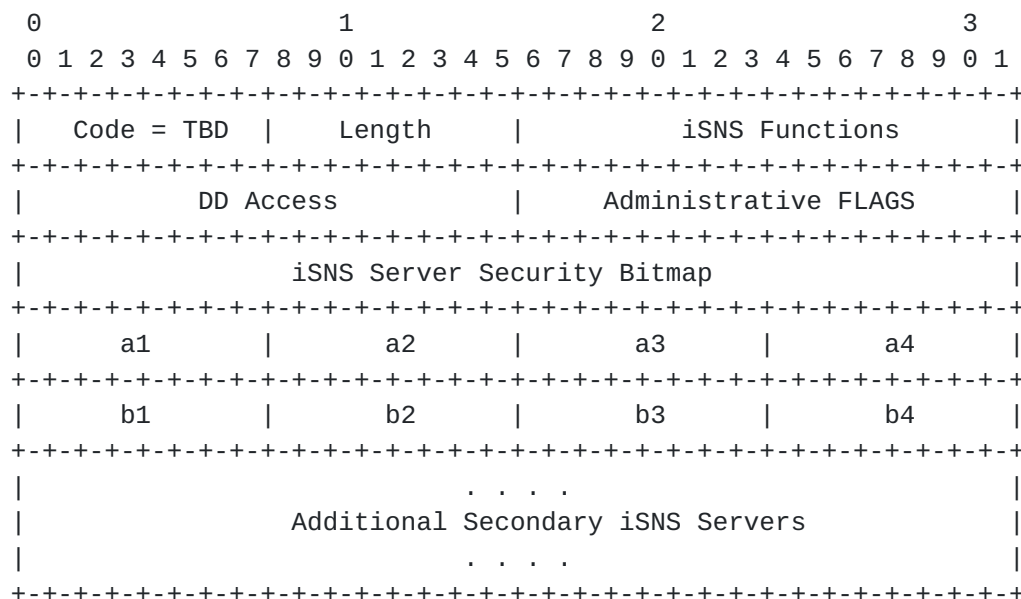 0                   1                   2                   3
 0 1 2 3 4 5 6 7 8 9 0 1 2 3 4 5 6 7 8 9 0 1 2 3 4 5 6 7 8 9 0 1
+-+-+-+-+-+-+-+-+-+-+-+-+-+-+-+-+-+-+-+-+-+-+-+-+-+-+-+-+-+-+-+-+
|   Code = TBD  |    Length     |          iSNS Functions       |
+-+-+-+-+-+-+-+-+-+-+-+-+-+-+-+-+-+-+-+-+-+-+-+-+-+-+-+-+-+-+-+-+
|           DD Access           |     Administrative FLAGS      |
+-+-+-+-+-+-+-+-+-+-+-+-+-+-+-+-+-+-+-+-+-+-+-+-+-+-+-+-+-+-+-+-+
|                 iSNS Server Security Bitmap                   |
+-+-+-+-+-+-+-+-+-+-+-+-+-+-+-+-+-+-+-+-+-+-+-+-+-+-+-+-+-+-+-+-+
|      a1       |       a2      |       a3      |       a4      |
+-+-+-+-+-+-+-+-+-+-+-+-+-+-+-+-+-+-+-+-+-+-+-+-+-+-+-+-+-+-+-+-+
|      b1       |       b2      |       b3      |       b4      |
+-+-+-+-+-+-+-+-+-+-+-+-+-+-+-+-+-+-+-+-+-+-+-+-+-+-+-+-+-+-+-+-+
|                            . . . .                            |
|                 Additional Secondary iSNS Servers             |
|                            . . . .                            |
+-+-+-+-+-+-+-+-+-+-+-+-+-+-+-+-+-+-+-+-+-+-+-+-+-+-+-+-+-+-+-+-+